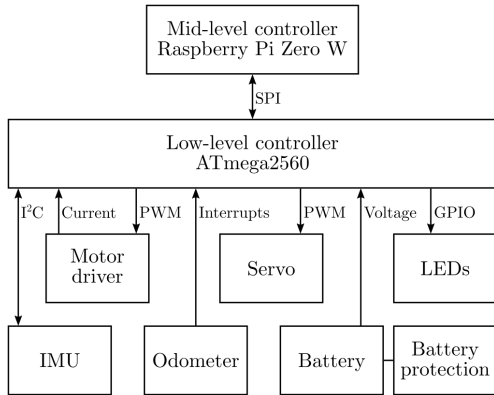 Mid-level controller
Raspberry Pi Zero W
SPI
Low-level controller
ATmega2560
I²C
Current
PWM
Interrupts
PWM
Voltage
GPIO
Motor
driver
Servo
LEDs
IMU
Odometer
Battery
Battery
protection